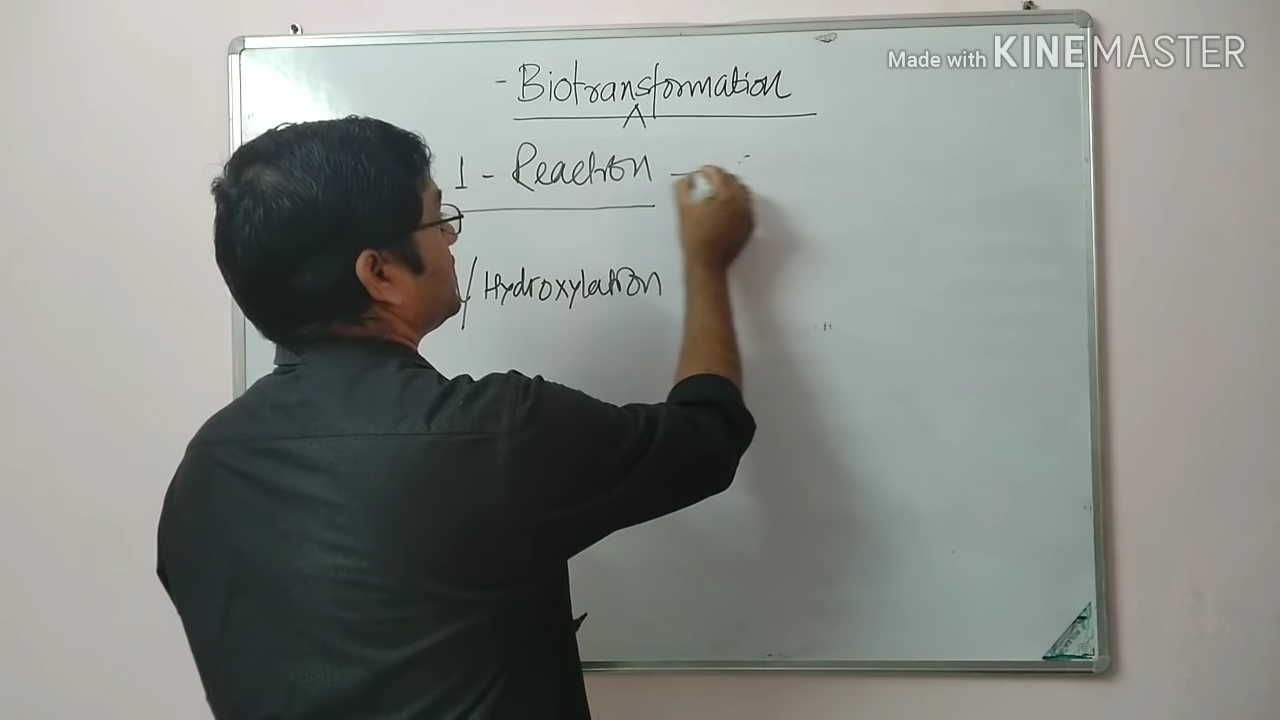 Made with KINEMASTER
- Biotransformation
1 - Reaction -
/ Hydroxylation